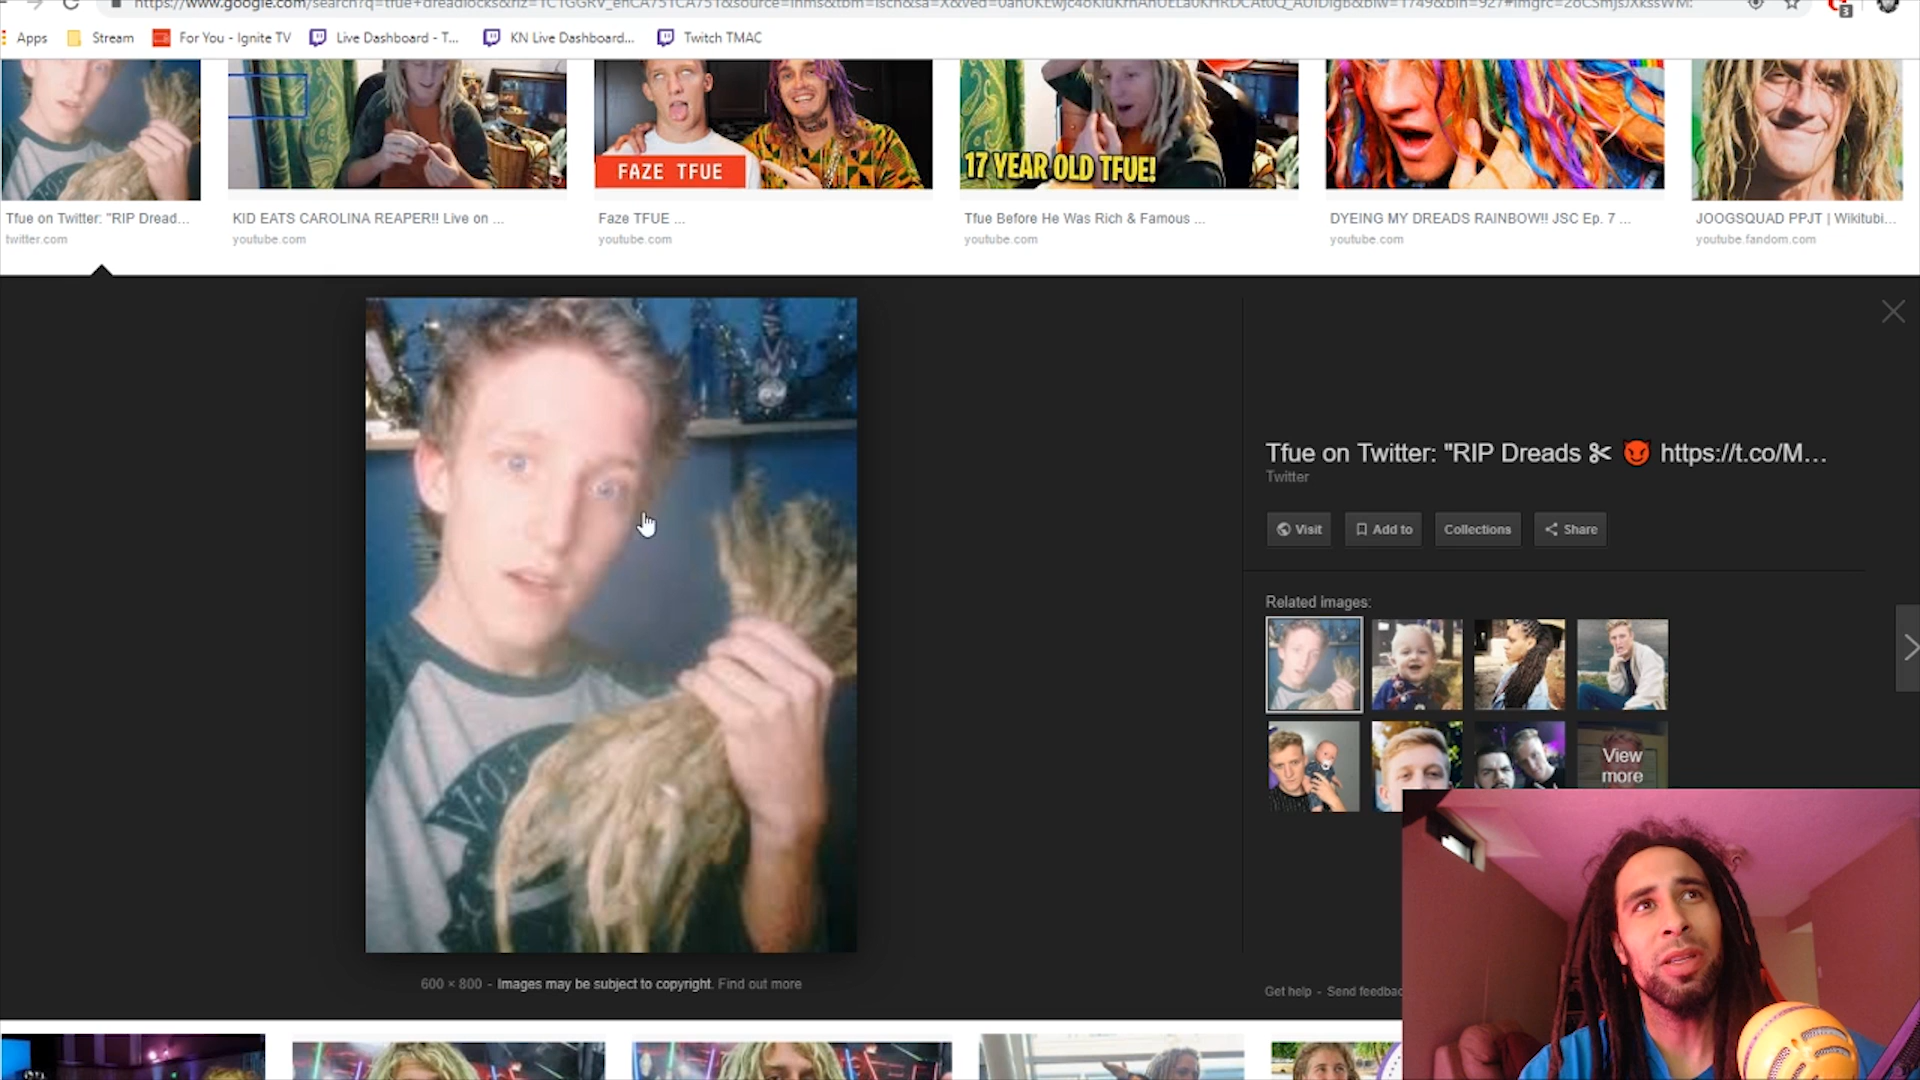 Apps
Stream
For You - Ignite TV
Live Dashboard - T...
KN Live Dashboard...
Twitch TMAC
3
FAZE TFUE
17 YEAR OLD TFUE!
Tfue on Twitter: "RIP Dread...
twitter.com
KID EATS CAROLINA REAPER!! Live on ...
youtube.com
Faze TFUE ...
youtube.com
Tfue Before He Was Rich & Famous ...
youtube.com
DYEING MY DREADS RAINBOW!! JSC Ep. 7 ...
youtube.com
JOOGSQUAD PPJT | Wikitubi...
youtube.fandom.com
Tfue on Twitter: "RIP Dreads ✂ 😈 https://t.co/M...
Twitter
Visit
Add to
Collections
Share
Related images:
View
more
600 × 800 - Images may be subject to copyright. Find out more
Get help - Send feedbac